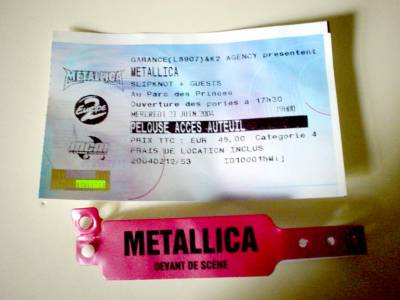 GARANCE(L8907)&K2 AGENCY presentent
METALLICA
METALLICA
SLIPKNOT + GUESTS
Au Parc des Princes
Ouverture des portes à 17h30
MERCREDI 23 JUIN 2004 19H00
PELOUSE ACCES AUTEUIL
PRIX TTC: EUR 49,00 Categorie 4
FRAIS DE LOCATION INCLUS
METALLICA
DEVANT DE SCENE